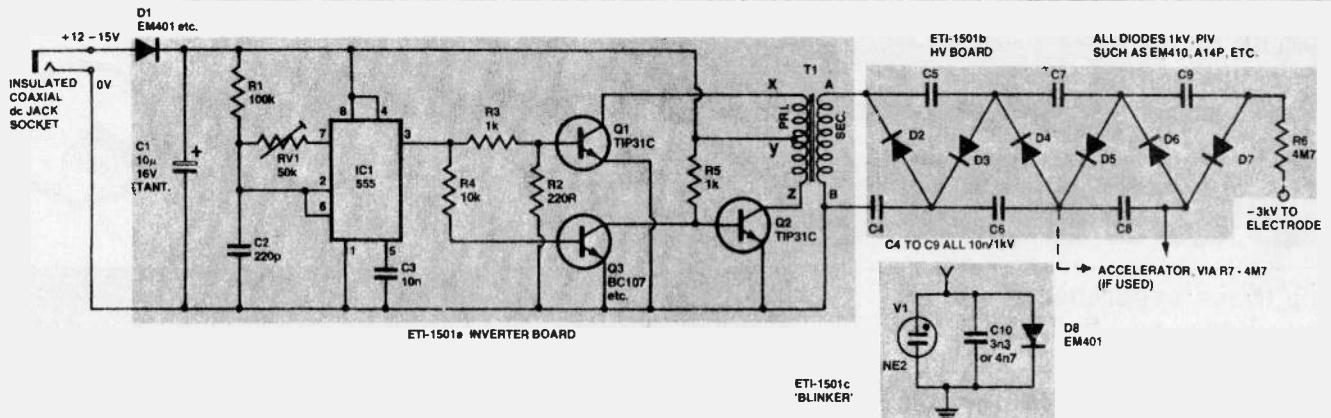 D1
EM401 etc.
+12 – 15V
0V
INSULATED
COAXIAL
dc JACK
SOCKET
C1
10µ
16V
TANT.
+
R1
100k
RV1
50k
C2
220p
8
4
7
3
2
6
1
5
IC1
555
C3
10n
R3
1k
R4
10k
R2
220R
Q1
TIP31C
Q3
BC107
etc.
R5
1k
Q2
TIP31C
X
y
Z
PRI.
T1
SEC.
A
B
ETI-1501a INVERTER BOARD
ETI-1501b
HV BOARD
ALL DIODES 1kV, PIV
SUCH AS EM410, A14P, ETC.
C5
C7
C9
D2
D3
D4
D5
D6
D7
R6
4M7
C4
C6
C8
C4 TO C9 ALL 10n/1kV
–3kV TO
ELECTRODE
ACCELERATOR, VIA R7 - 4M7
(IF USED)
V1
NE2
C10
3n3
or 4n7
D8
EM401
ETI-1501c
'BLINKER'